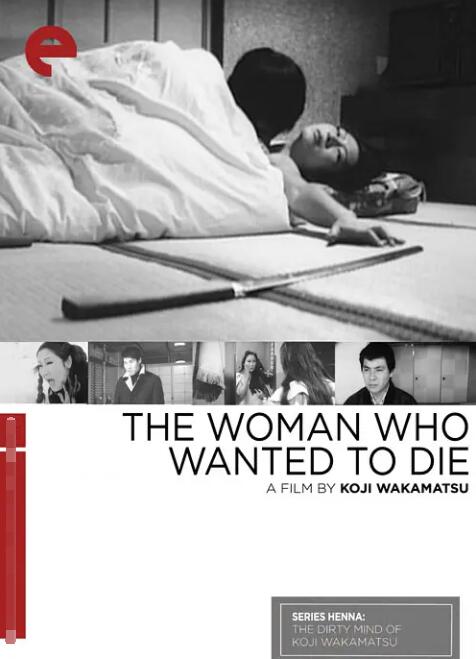 e
THE WOMAN WHO
WANTED TO DIE
A FILM BY KOJI WAKAMATSU
SERIES HENNA:
THE DIRTY MIND OF
KOJI WAKAMATSU